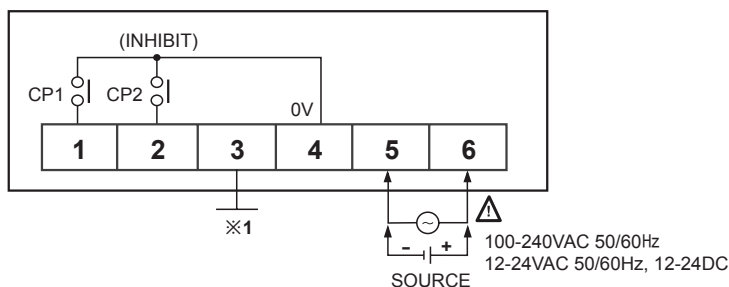 (INHIBIT)
CP1 CP2
0V
1 2 3 4 5 6
※1
- +
SOURCE
100-240VAC 50/60Hz
12-24VAC 50/60Hz, 12-24DC